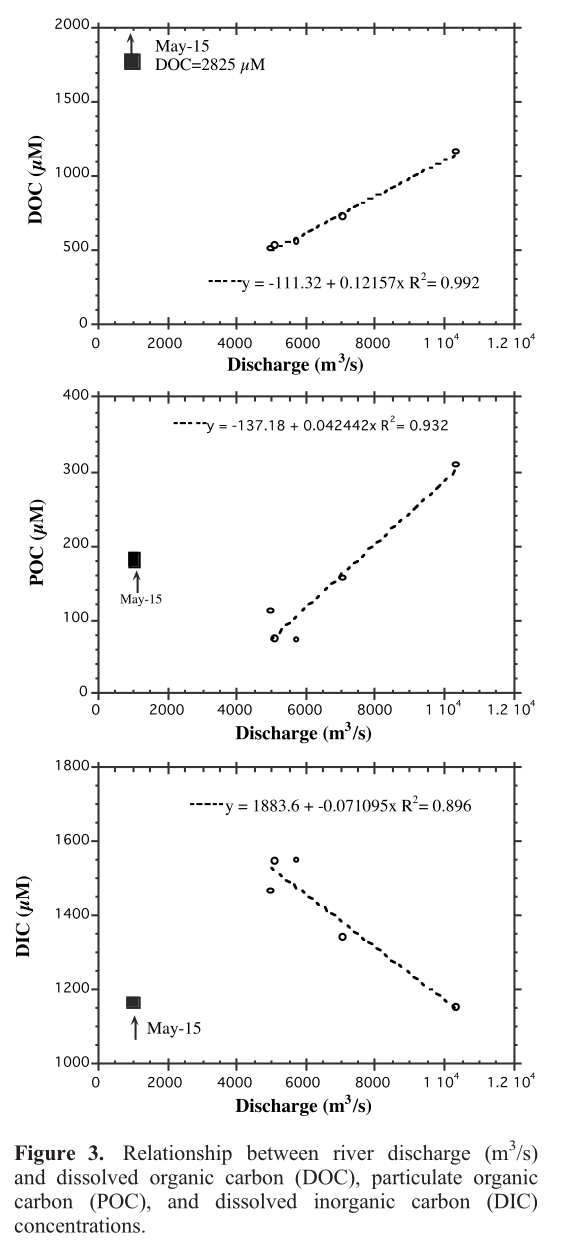 2000
May-15
DOC=2825 µM
1500
1000
500
0
DOC (µM)
y = -111.32 + 0.12157x R²= 0.992
0 2000 4000 6000 8000 1 10⁴ 1.2 10⁴
Discharge (m³/s)
400
y = -137.18 + 0.042442x R²= 0.932
300
200
100
0
POC (µM)
May-15
0 2000 4000 6000 8000 1 10⁴ 1.2 10⁴
Discharge (m³/s)
1800
y = 1883.6 + -0.071095x R²= 0.896
1600
1400
1200
1000
DIC (µM)
May-15
0 2000 4000 6000 8000 1 10⁴ 1.2 10⁴
Discharge (m³/s)
Figure 3. Relationship between river discharge (m³/s)
and dissolved organic carbon (DOC), particulate organic
carbon (POC), and dissolved inorganic carbon (DIC)
concentrations.